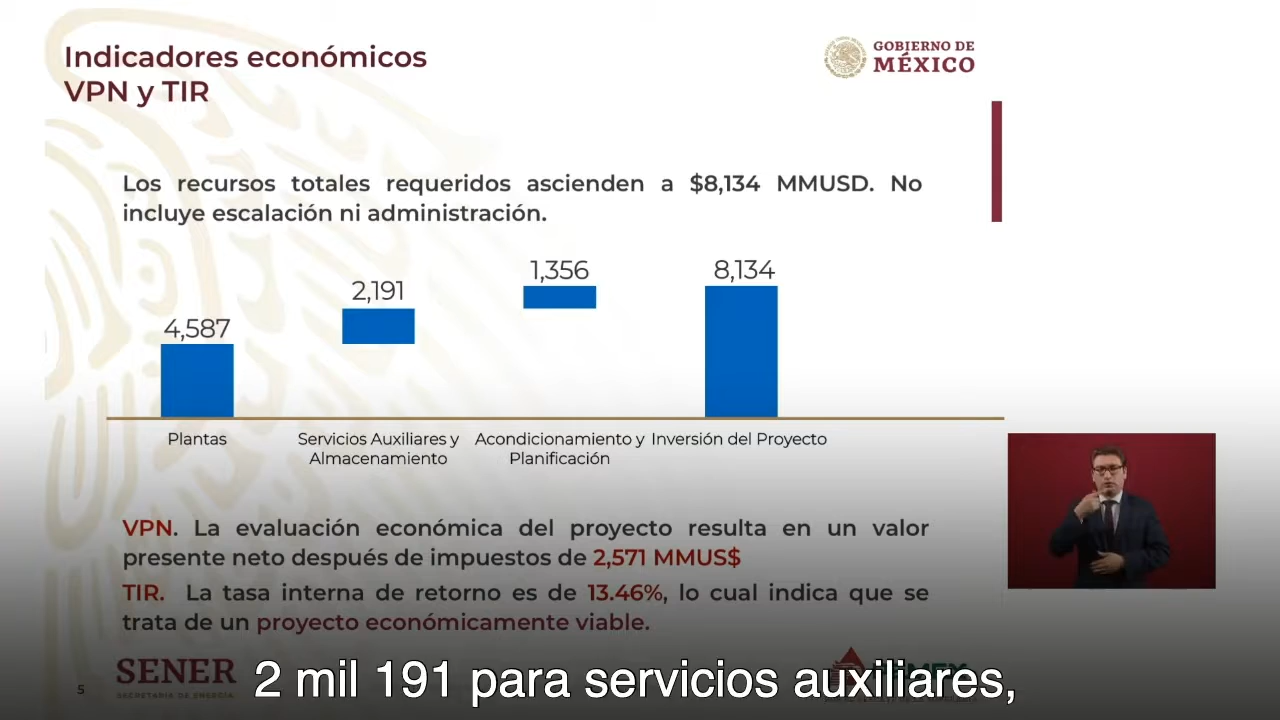 Indicadores económicos
VPN y TIR
GOBIERNO DE
MÉXICO
Los recursos totales requeridos ascienden a $8,134 MMUSD. No
incluye escalación ni administración.
4,587
2,191
1,356
8,134
Plantas
Servicios Auxiliares y
Almacenamiento
Acondicionamiento y
Planificación
Inversión del Proyecto
VPN. La evaluación económica del proyecto resulta en un valor
presente neto después de impuestos de 2,571 MMUS$
TIR. La tasa interna de retorno es de 13.46%, lo cual indica que se
trata de un proyecto económicamente viable.
5
SENER
SECRETARÍA DE ENERGÍA
2 mil 191 para servicios auxiliares,